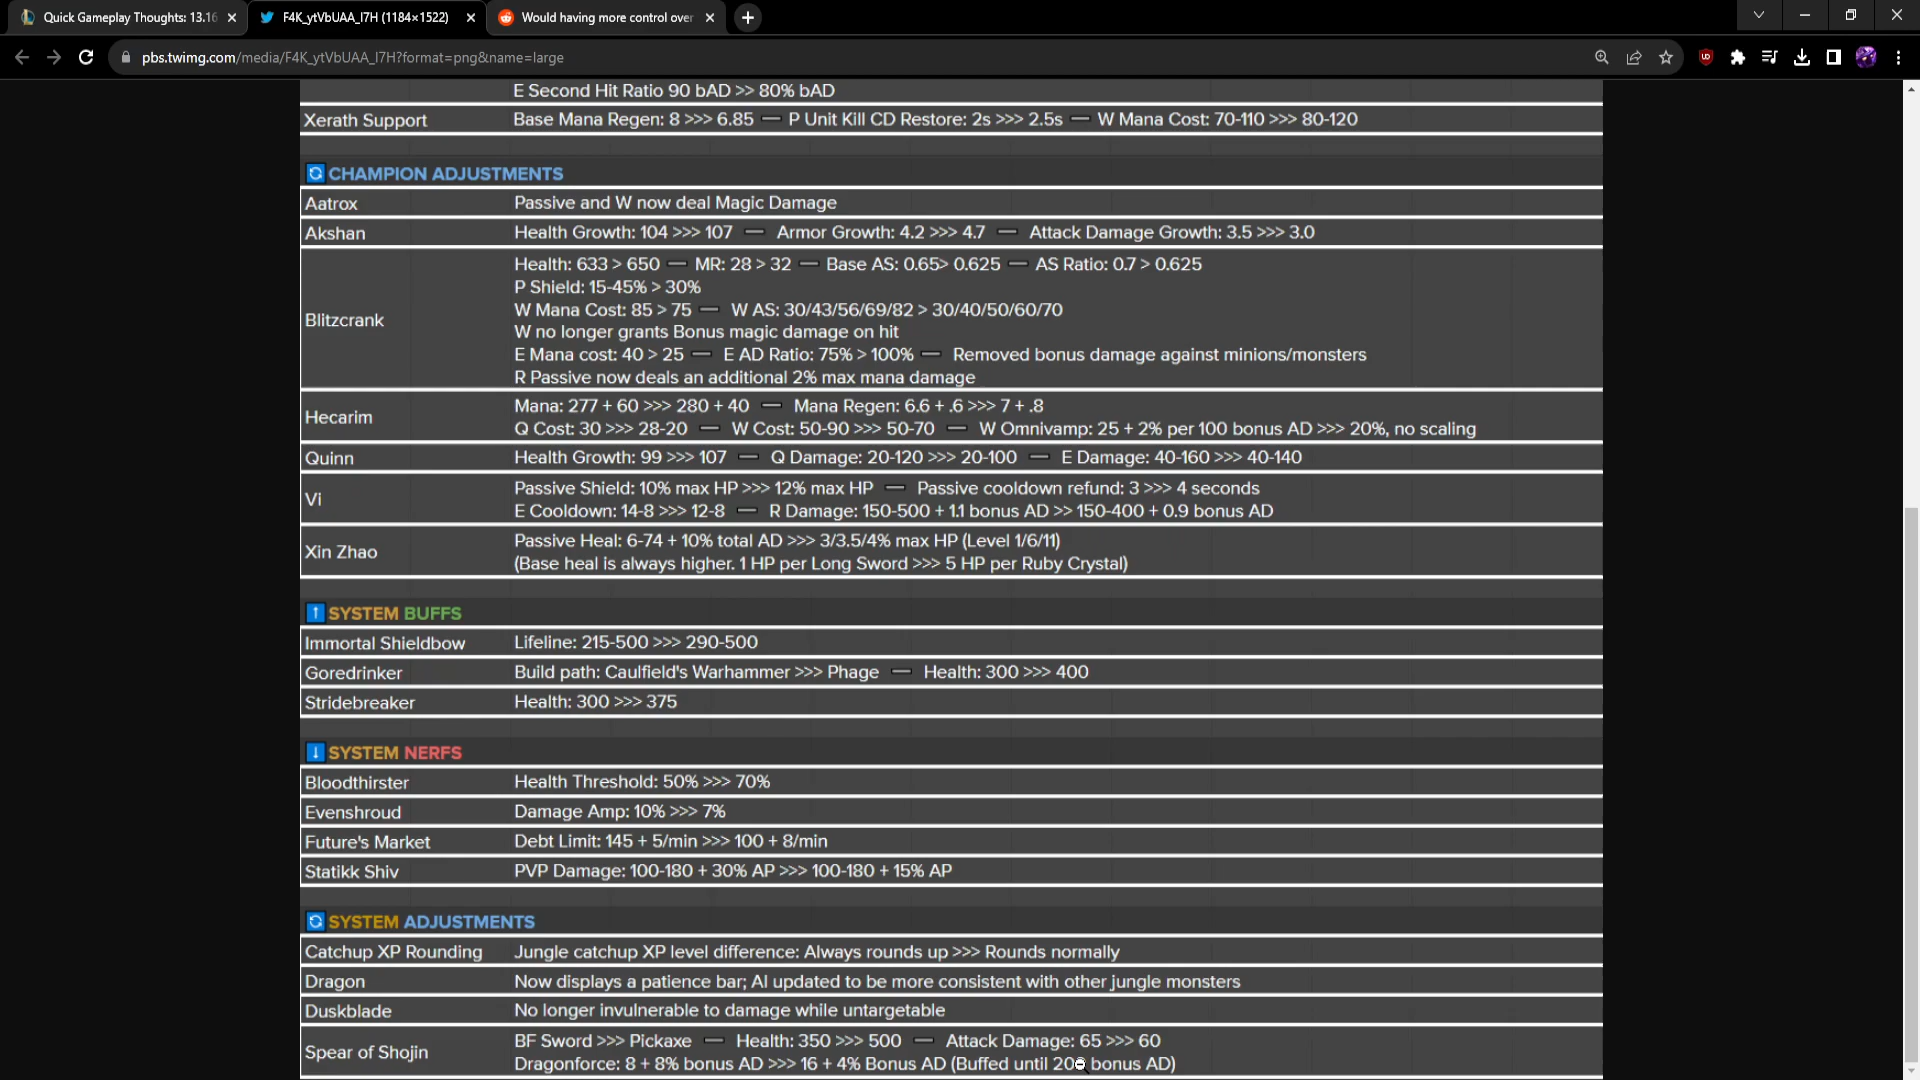 Quick Gameplay Thoughts: 13.16
F4K_ytVbUAA_I7H (1184×1522)
Would having more control over
pbs.twimg.com/media/F4K_ytVbUAA_I7H?format=png&name=large
E Second Hit Ratio 90 bAD >> 80% bAD
Xerath Support Base Mana Regen: 8 >>> 6.85 — P Unit Kill CD Restore: 2s >>> 2.5s — W Mana Cost: 70-110 >>> 80-120
CHAMPION ADJUSTMENTS
Aatrox Passive and W now deal Magic Damage
Akshan Health Growth: 104 >>> 107 — Armor Growth: 4.2 >>> 4.7 — Attack Damage Growth: 3.5 >>> 3.0
Blitzcrank Health: 633 > 650 — MR: 28 > 32 — Base AS: 0.65> 0.625 — AS Ratio: 0.7 > 0.625
P Shield: 15-45% > 30%
W Mana Cost: 85 > 75 — W AS: 30/43/56/69/82 > 30/40/50/60/70
W no longer grants Bonus magic damage on hit
E Mana cost: 40 > 25 — E AD Ratio: 75% > 100% — Removed bonus damage against minions/monsters
R Passive now deals an additional 2% max mana damage
Hecarim Mana: 277 + 60 >>> 280 + 40 — Mana Regen: 6.6 + .6 >>> 7 + .8
Q Cost: 30 >>> 28-20 — W Cost: 50-90 >>> 50-70 — W Omnivamp: 25 + 2% per 100 bonus AD >>> 20%, no scaling
Quinn Health Growth: 99 >>> 107 — Q Damage: 20-120 >>> 20-100 — E Damage: 40-160 >>> 40-140
Vi Passive Shield: 10% max HP >>> 12% max HP — Passive cooldown refund: 3 >>> 4 seconds
E Cooldown: 14-8 >>> 12-8 — R Damage: 150-500 + 1.1 bonus AD >> 150-400 + 0.9 bonus AD
Xin Zhao Passive Heal: 6-74 + 10% total AD >>> 3/3.5/4% max HP (Level 1/6/11)
(Base heal is always higher. 1 HP per Long Sword >>> 5 HP per Ruby Crystal)
SYSTEM BUFFS
Immortal Shieldbow Lifeline: 215-500 >>> 290-500
Goredrinker Build path: Caulfield's Warhammer >>> Phage — Health: 300 >>> 400
Stridebreaker Health: 300 >>> 375
SYSTEM NERFS
Bloodthirster Health Threshold: 50% >>> 70%
Evenshroud Damage Amp: 10% >>> 7%
Future's Market Debt Limit: 145 + 5/min >>> 100 + 8/min
Statikk Shiv PVP Damage: 100-180 + 30% AP >>> 100-180 + 15% AP
SYSTEM ADJUSTMENTS
Catchup XP Rounding Jungle catchup XP level difference: Always rounds up >>> Rounds normally
Dragon Now displays a patience bar; AI updated to be more consistent with other jungle monsters
Duskblade No longer invulnerable to damage while untargetable
Spear of Shojin BF Sword >>> Pickaxe — Health: 350 >>> 500 — Attack Damage: 65 >>> 60
Dragonforce: 8 + 8% bonus AD >>> 16 + 4% Bonus AD (Buffed until bonus AD)